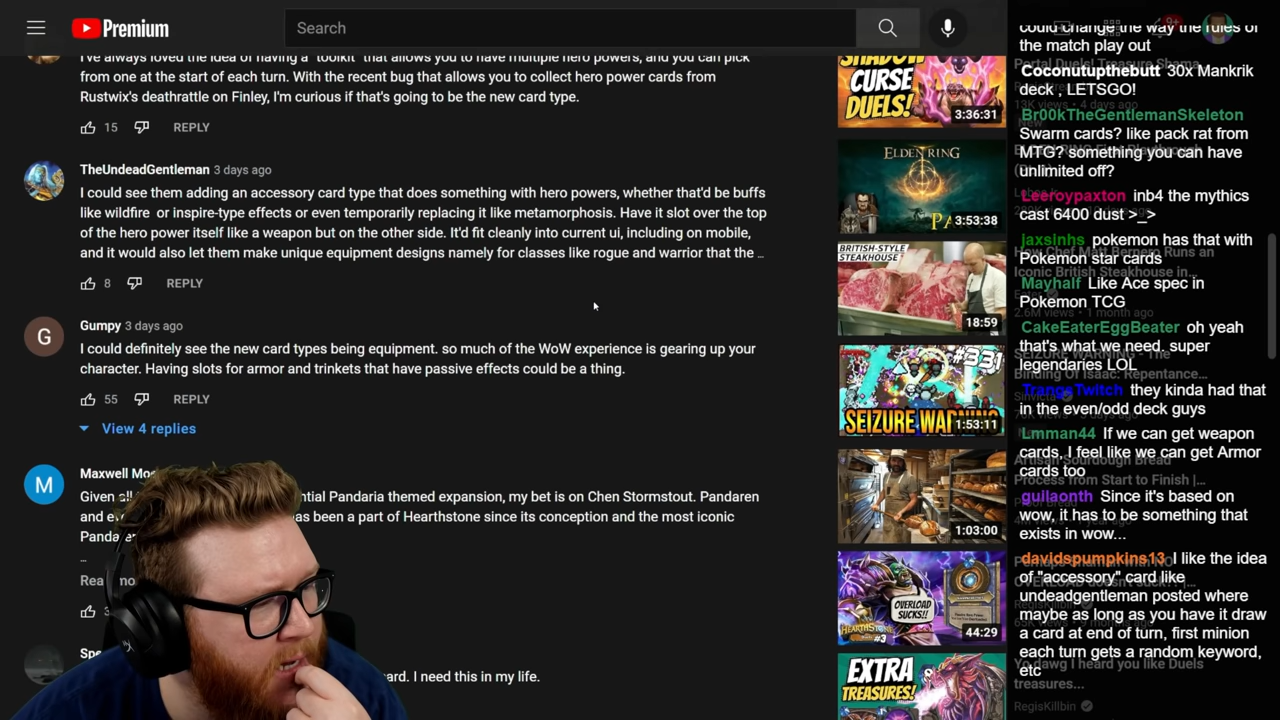 Premium
Search
9+
I've always loved the idea of having a "toolkit" that allows you to have multiple hero powers, and you can pick
from one at the start of each turn. With the recent bug that allows you to collect hero power cards from
Rustwix's deathrattle on Finley, I'm curious if that's going to be the new card type.
15 REPLY
TheUndeadGentleman 3 days ago
I could see them adding an accessory card type that does something with hero powers, whether that'd be buffs
like wildfire or inspire-type effects or even temporarily replacing it like metamorphosis. Have it slot over the top
of the hero power itself like a weapon but on the other side. It'd fit cleanly into current ui, including on mobile,
and it would also let them make unique equipment designs namely for classes like rogue and warrior that the ...
8 REPLY
G
Gumpy 3 days ago
I could definitely see the new card types being equipment. so much of the WoW experience is gearing up your
character. Having slots for armor and trinkets that have passive effects could be a thing.
55 REPLY
View 4 replies
M
Maxwell
Given
ntial Pandaria themed expansion, my bet is on Chen Stormstout. Pandaren
and
has been a part of Hearthstone since its conception and the most iconic
...
Spe
ard. I need this in my life.
SHADOW
CURSE
DUELS!
3:36:31
ELDEN RING
3:53:38
BRITISH-STYLE
STEAKHOUSE
18:59
#331
SEIZURE WARNING
1:53:11
1:03:00
OVERLOAD
SUCKS!!
HEARTHSTONE
#3
44:29
EXTRA
TREASURES!
could change the way the rules of
the match play out
Coconutupthebutt 30x Mankrik
deck , LETSGO!
Br00kTheGentlemanSkeleton
Swarm cards? like pack rat from
MTG? something you can have
unlimited off?
Leeroypaxton inb4 the mythics
cast 6400 dust >_>
jaxsinhs pokemon has that with
Pokemon star cards
Mayhalf Like Ace spec in
Pokemon TCG
CakeEaterEggBeater oh yeah
that's what we need. super
legendaries LOL
TrangsTwitch they kinda had that
in the even/odd deck guys
Lmman44 If we can get weapon
cards, I feel like we can get Armor
cards too
guilaonth Since it's based on
wow, it has to be something that
exists in wow...
davidspumpkins13 I like the idea
of "accessory" card like
undeadgentleman posted where
maybe as long as you have it draw
a card at end of turn, first minion
each turn gets a random keyword,
etc
Yo dawg I heard you like Duels
treasures...
RegisKillbin